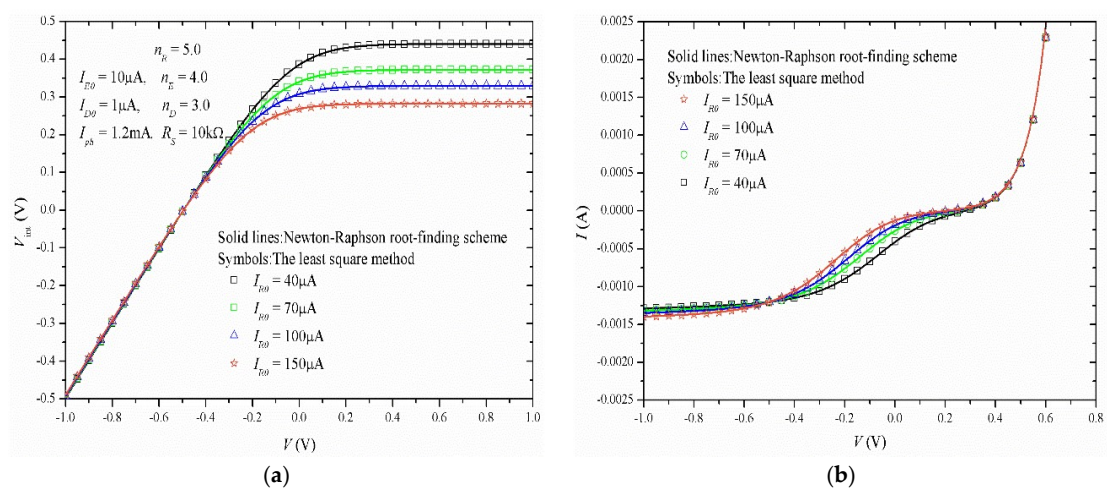 n_R = 5.0
I_E0 = 10μA, n_E = 4.0
I_D0 = 1μA, n_D = 3.0
I_ph = 1.2mA. R_S = 10kΩ
Solid lines:Newton-Raphson root-finding scheme
Symbols:The least square method
I_R0 = 40μA
I_R0 = 70μA
I_R0 = 100μA
I_R0 = 150μA
V_int (V)
0.5
0.4
0.3
0.2
0.1
0.0
-0.1
-0.2
-0.3
-0.4
-0.5
-1.0 -0.8 -0.6 -0.4 -0.2 0.0 0.2 0.4 0.6 0.8 1.0
V (V)
(a)
Solid lines:Newton-Raphson root-finding scheme
Symbols:The least square method
I_R0 = 150μA
I_R0 = 100μA
I_R0 = 70μA
I_R0 = 40μA
I (A)
0.0025
0.0020
0.0015
0.0010
0.0005
0.0000
-0.0005
-0.0010
-0.0015
-0.0020
-0.0025
-1.0 -0.8 -0.6 -0.4 -0.2 0.0 0.2 0.4 0.6 0.8
V (V)
(b)